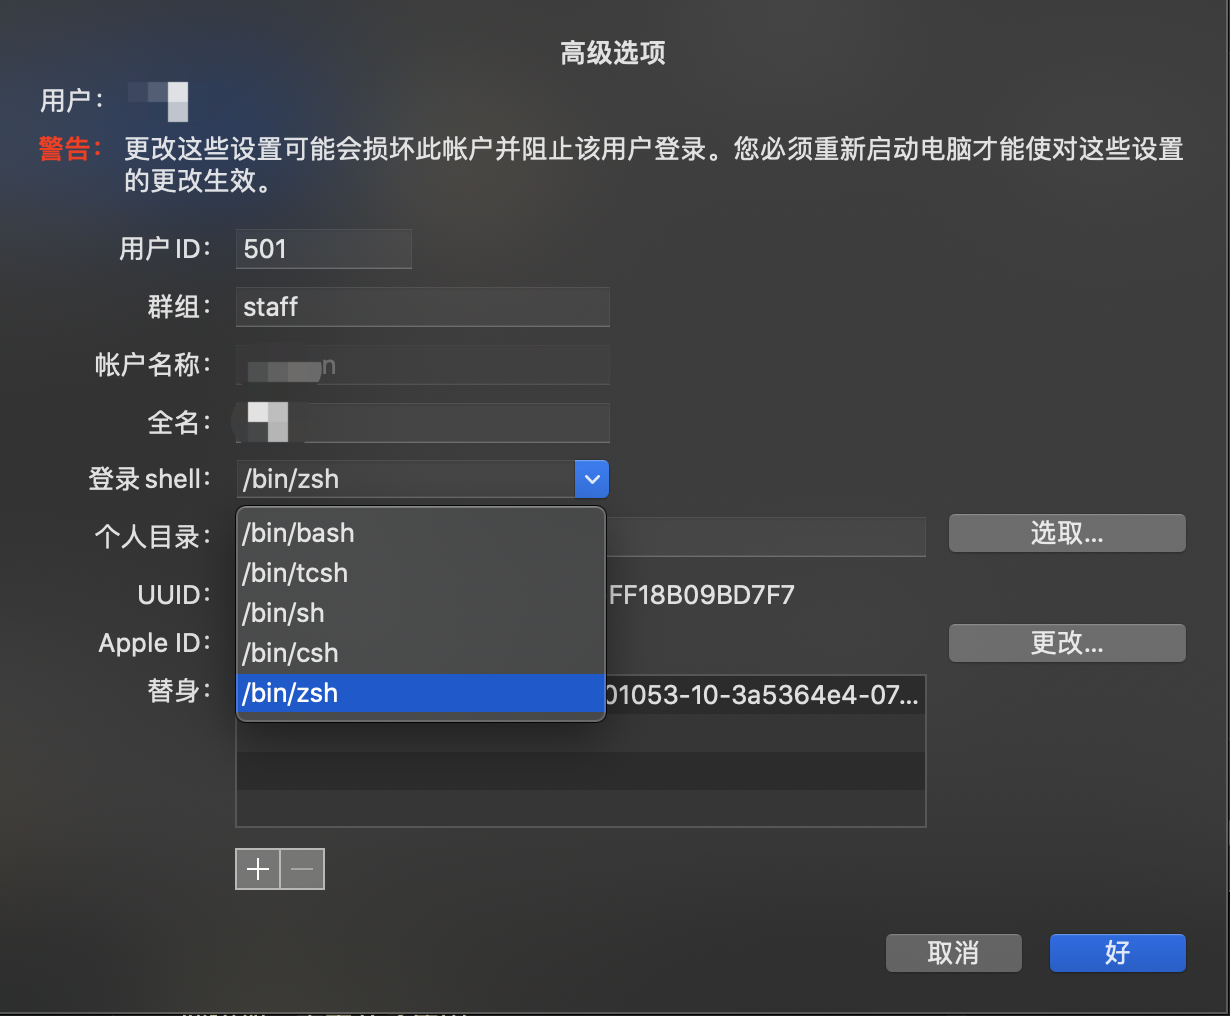 高级选项
用户：
警告： 更改这些设置可能会损坏此帐户并阻止该用户登录。您必须重新启动电脑才能使对这些设置
的更改生效。
用户 ID： 501
群组： staff
帐户名称： n
全名：
登录 shell： /bin/zsh
/bin/bash
/bin/tcsh
/bin/sh
/bin/csh
/bin/zsh
个人目录： 选取...
UUID： FF18B09BD7F7
Apple ID： 更改...
替身： 01053-10-3a5364e4-07...
取消 好